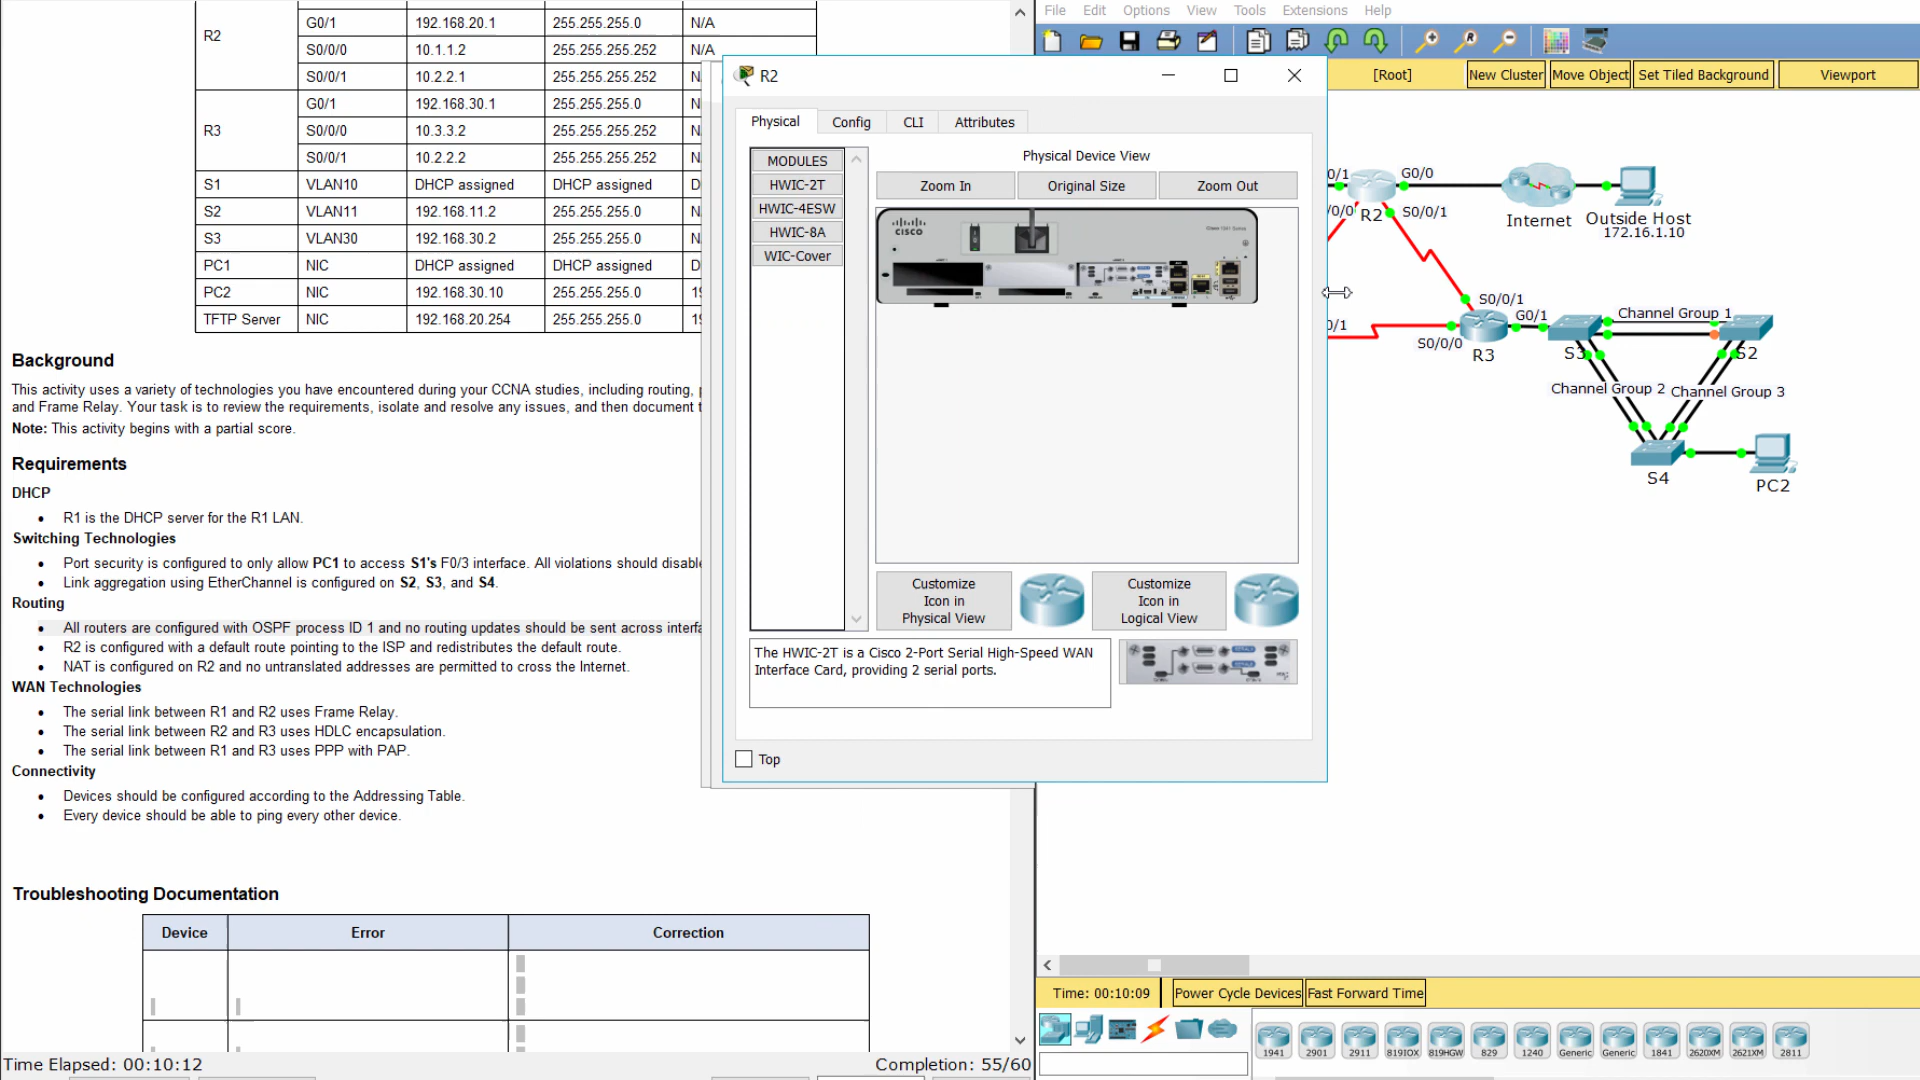 R2
G0/1 192.168.20.1 255.255.255.0 N/A
S0/0/0 10.1.1.2 255.255.255.252 N/A
S0/0/1 10.2.2.1 255.255.255.252 N
R3
G0/1 192.168.30.1 255.255.255.0 N
S0/0/0 10.3.3.2 255.255.255.252 N
S0/0/1 10.2.2.2 255.255.255.252 N
S1 VLAN10 DHCP assigned DHCP assigned D
S2 VLAN11 192.168.11.2 255.255.255.0 N
S3 VLAN30 192.168.30.2 255.255.255.0 N
PC1 NIC DHCP assigned DHCP assigned D
PC2 NIC 192.168.30.10 255.255.255.0 19
TFTP Server NIC 192.168.20.254 255.255.255.0 19
Background
This activity uses a variety of technologies you have encountered during your CCNA studies, including routing, p
and Frame Relay. Your task is to review the requirements, isolate and resolve any issues, and then document t
Note: This activity begins with a partial score.
Requirements
DHCP
• R1 is the DHCP server for the R1 LAN.
Switching Technologies
• Port security is configured to only allow PC1 to access S1's F0/3 interface. All violations should disable
• Link aggregation using EtherChannel is configured on S2, S3, and S4.
Routing
• All routers are configured with OSPF process ID 1 and no routing updates should be sent across interfa
• R2 is configured with a default route pointing to the ISP and redistributes the default route.
• NAT is configured on R2 and no untranslated addresses are permitted to cross the Internet.
WAN Technologies
• The serial link between R1 and R2 uses Frame Relay.
• The serial link between R2 and R3 uses HDLC encapsulation.
• The serial link between R1 and R3 uses PPP with PAP.
Connectivity
• Devices should be configured according to the Addressing Table.
• Every device should be able to ping every other device.
Troubleshooting Documentation
Device Error Correction
Time Elapsed: 00:10:12
Completion: 55/60
R2
Physical Config CLI Attributes
MODULES
HWIC-2T
HWIC-4ESW
HWIC-8A
WIC-Cover
Physical Device View
Zoom In Original Size Zoom Out
CISCO
Customize
Icon in
Physical View
Customize
Icon in
Logical View
The HWIC-2T is a Cisco 2-Port Serial High-Speed WAN
Interface Card, providing 2 serial ports.
Top
File Edit Options View Tools Extensions Help
[Root] New Cluster Move Object Set Tiled Background Viewport
0/1
G0/0
/0/0
R2
S0/0/1
Internet
Outside Host
172.16.1.10
S0/0/1
0/1
G0/1
S0/0/0
R3
Channel Group 1
S3
S2
Channel Group 2
Channel Group 3
S4
PC2
Time: 00:10:09 Power Cycle Devices Fast Forward Time
1941 2901 2911 819IOX 819HGW 829 1240 Generic Generic 1841 2620XM 2621XM 2811